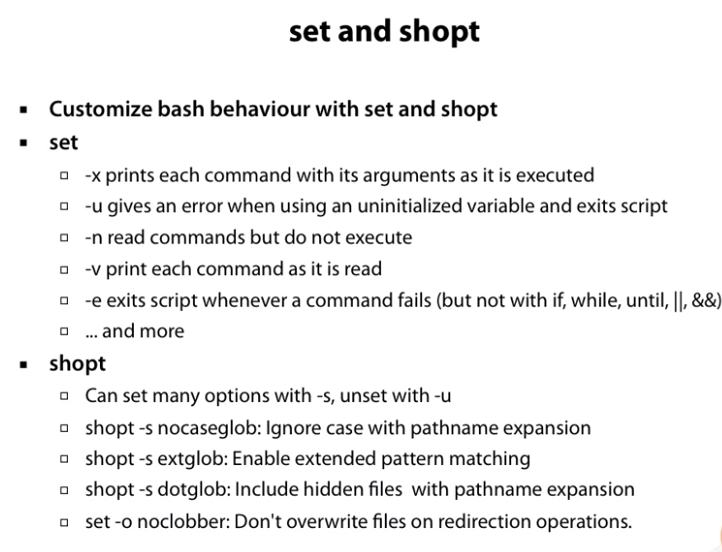 set and shopt
Customize bash behaviour with set and shopt
set
-x prints each command with its arguments as it is executed
-u gives an error when using an uninitialized variable and exits script
-n read commands but do not execute
-v print each command as it is read
-e exits script whenever a command fails (but not with if, while, until, ||, &&)
... and more
shopt
Can set many options with -s, unset with -u
shopt -s nocaseglob: Ignore case with pathname expansion
shopt -s extglob: Enable extended pattern matching
shopt -s dotglob: Include hidden files  with pathname expansion
set -o noclobber: Don't overwrite files on redirection operations.